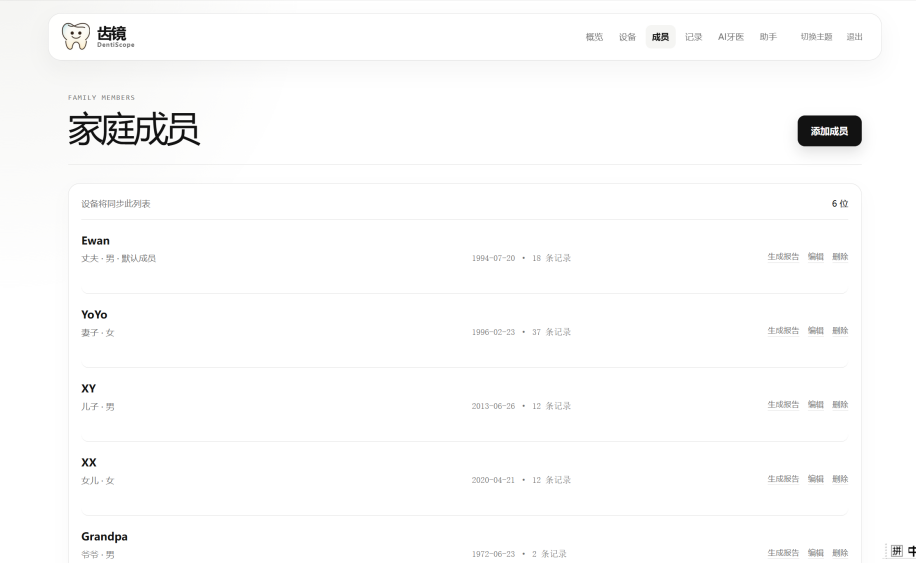 齿镜
DentiScope
概览 设备 成员 记录 AI牙医 助手 切换主题 退出
FAMILY MEMBERS
家庭成员
添加成员
设备将同步此列表 6 位
Ewan
丈夫 · 男 · 默认成员 1994-07-20 • 18 条记录 生成报告 编辑 删除
YoYo
妻子 · 女 1996-02-23 • 37 条记录 生成报告 编辑 删除
XY
儿子 · 男 2013-06-26 • 12 条记录 生成报告 编辑 删除
XX
女儿 · 女 2020-04-21 • 12 条记录 生成报告 编辑 删除
Grandpa
爷爷 · 男 1972-06-23 • 2 条记录 生成报告 编辑 删除
拼 中